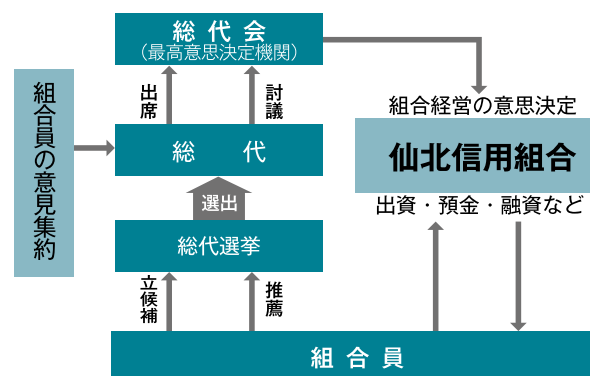 総代会
（最高意思決定機関）
出席
討議
組合経営の意思決定
組合員の意見集約
総代
仙北信用組合
選出
出資・預金・融資など
総代選挙
立候補
推薦
組合員